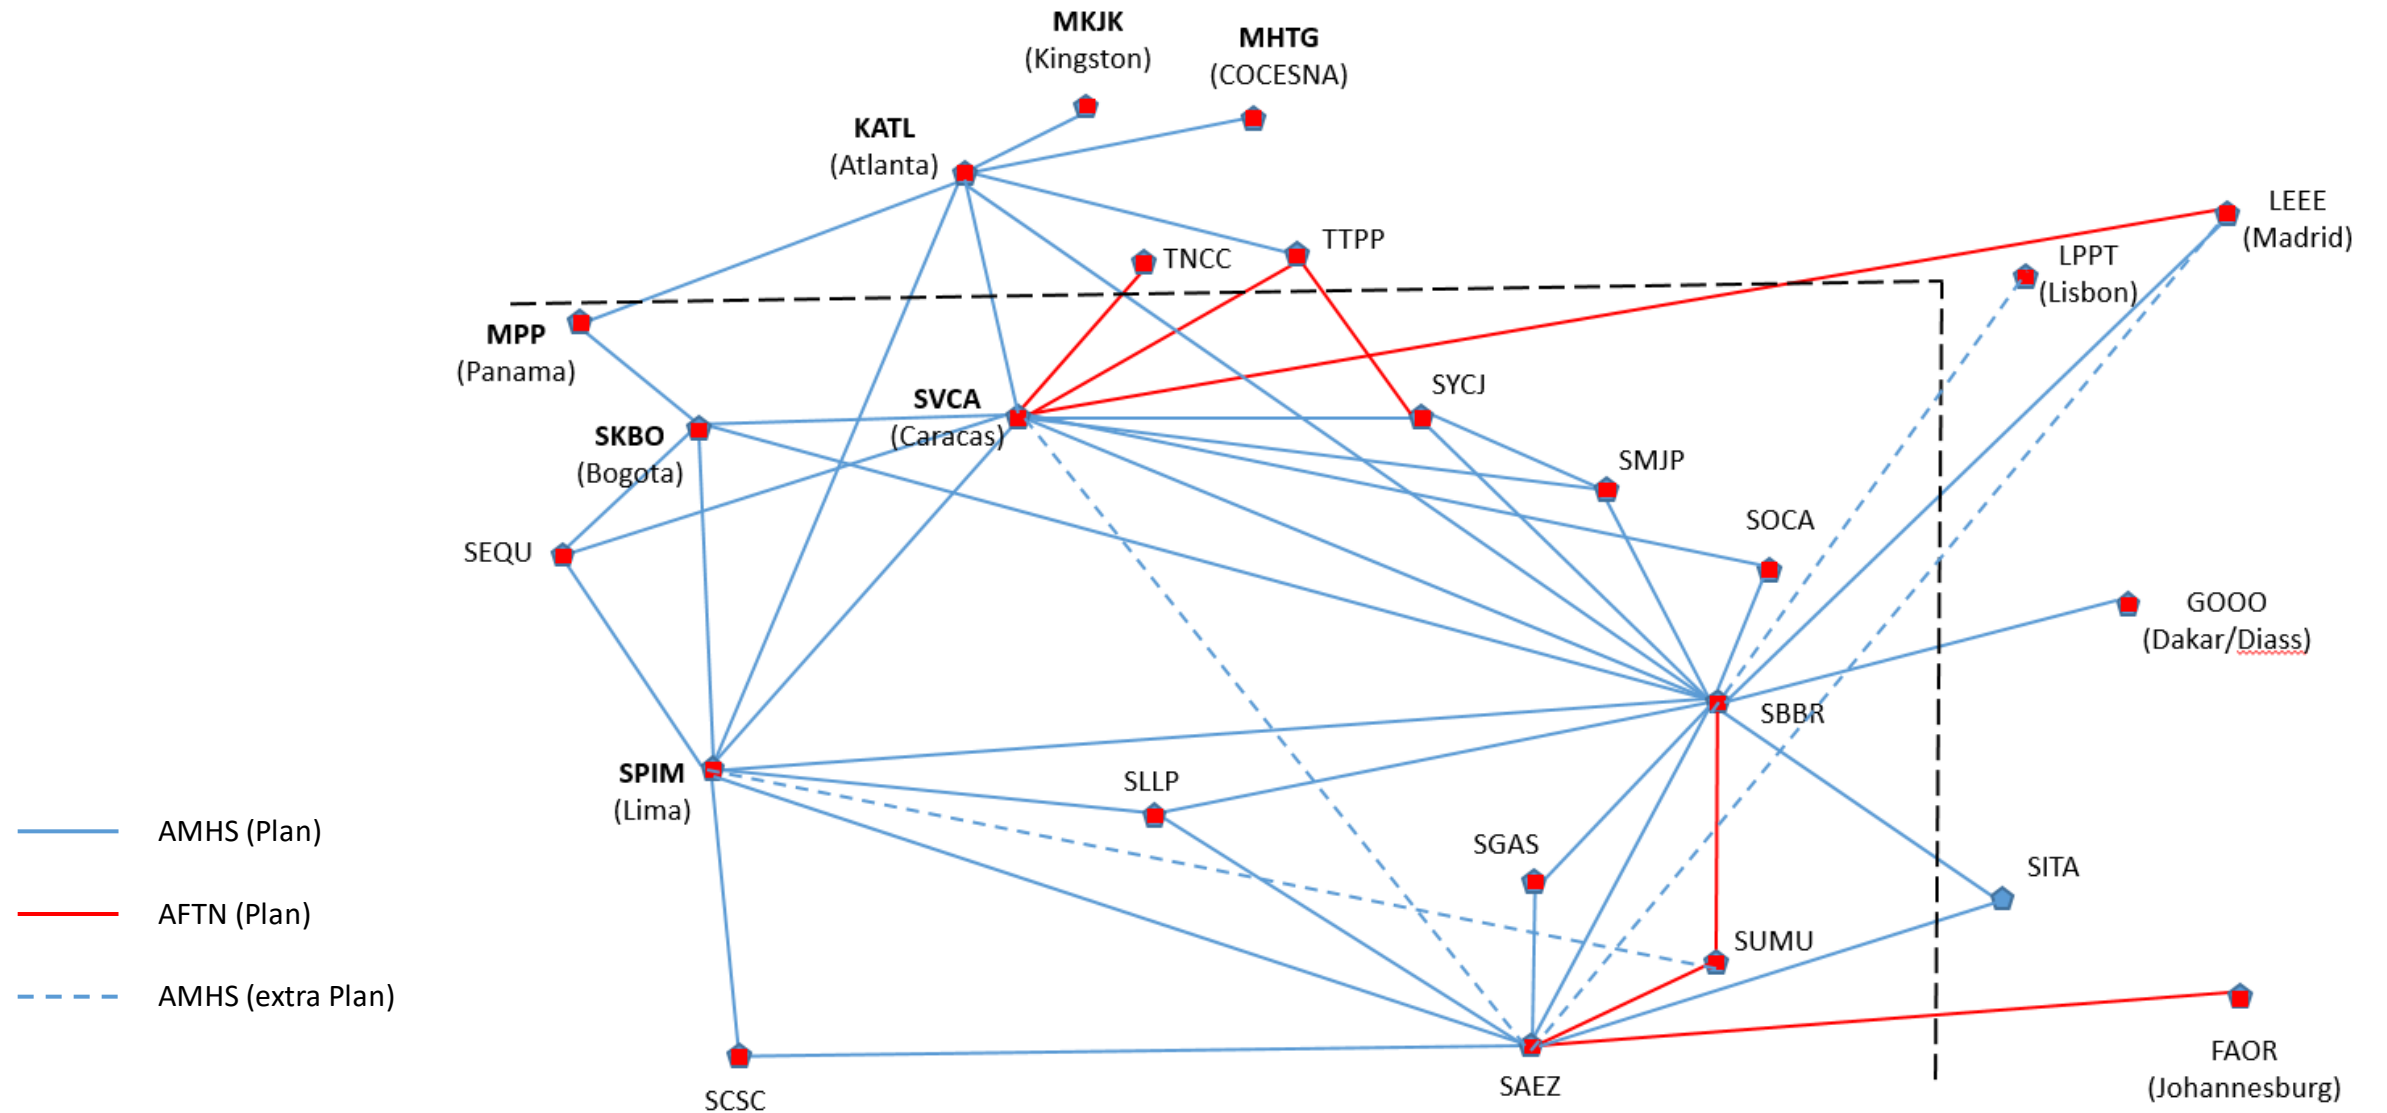 MKJK
(Kingston)
MHTG
(COCESNA)
KATL
(Atlanta)
LEEE
(Madrid)
TTPP
TNCC
LPPT
(Lisbon)
MPP
(Panama)
SVCA
(Caracas)
SYCJ
SKBO
(Bogota)
SMJP
SOCA
SEQU
GOOO
(Dakar/Diass)
SBBR
SPIM
(Lima)
SLLP
SGAS
SITA
SUMU
AMHS (Plan)
AFTN (Plan)
AMHS (extra Plan)
FAOR
(Johannesburg)
SAEZ
SCSC